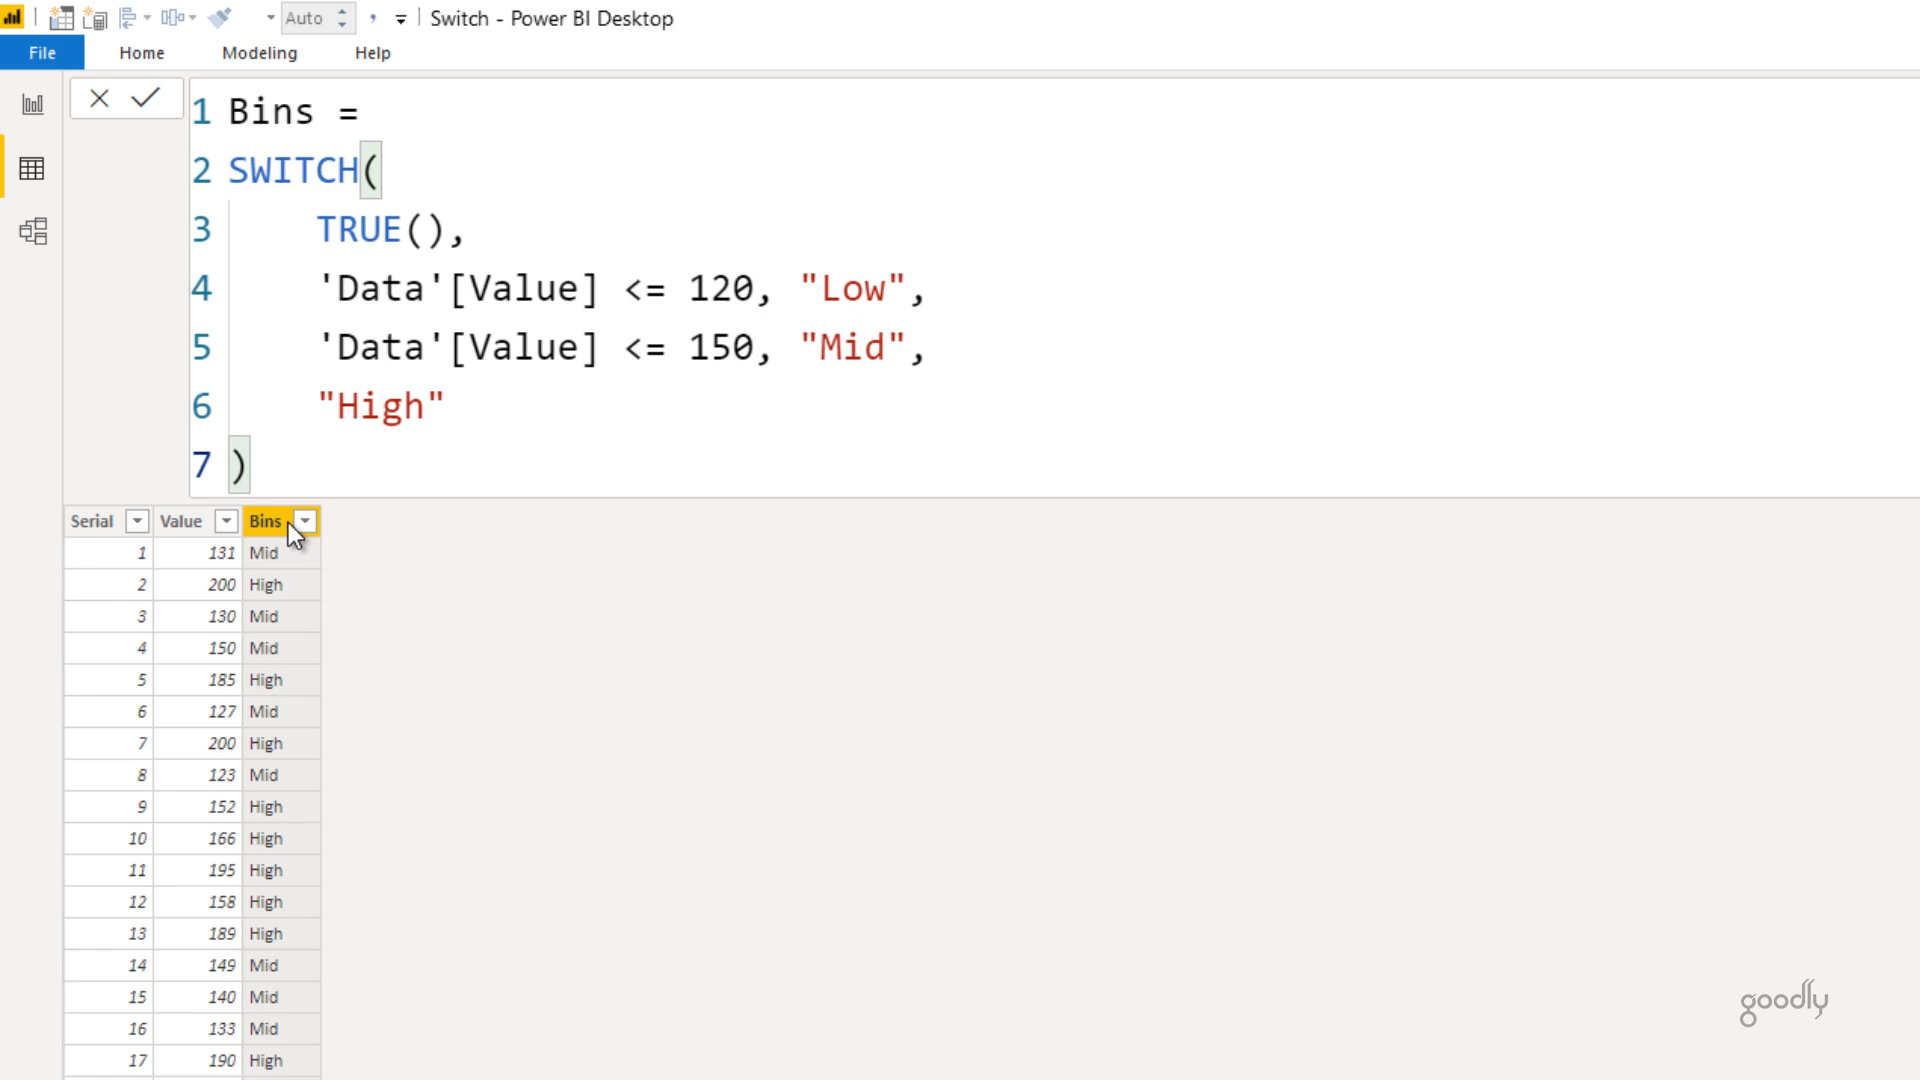 Auto
Switch - Power BI Desktop
File Home Modeling Help
1 Bins =
2 SWITCH(
3 TRUE(),
4 'Data'[Value] <= 120, "Low",
5 'Data'[Value] <= 150, "Mid",
6 "High"
7 )
Serial Value Bins
1 131 Mid
2 200 High
3 130 Mid
4 150 Mid
5 185 High
6 127 Mid
7 200 High
8 123 Mid
9 152 High
10 166 High
11 195 High
12 158 High
13 189 High
14 149 Mid
15 140 Mid
16 133 Mid
17 190 High
goodly